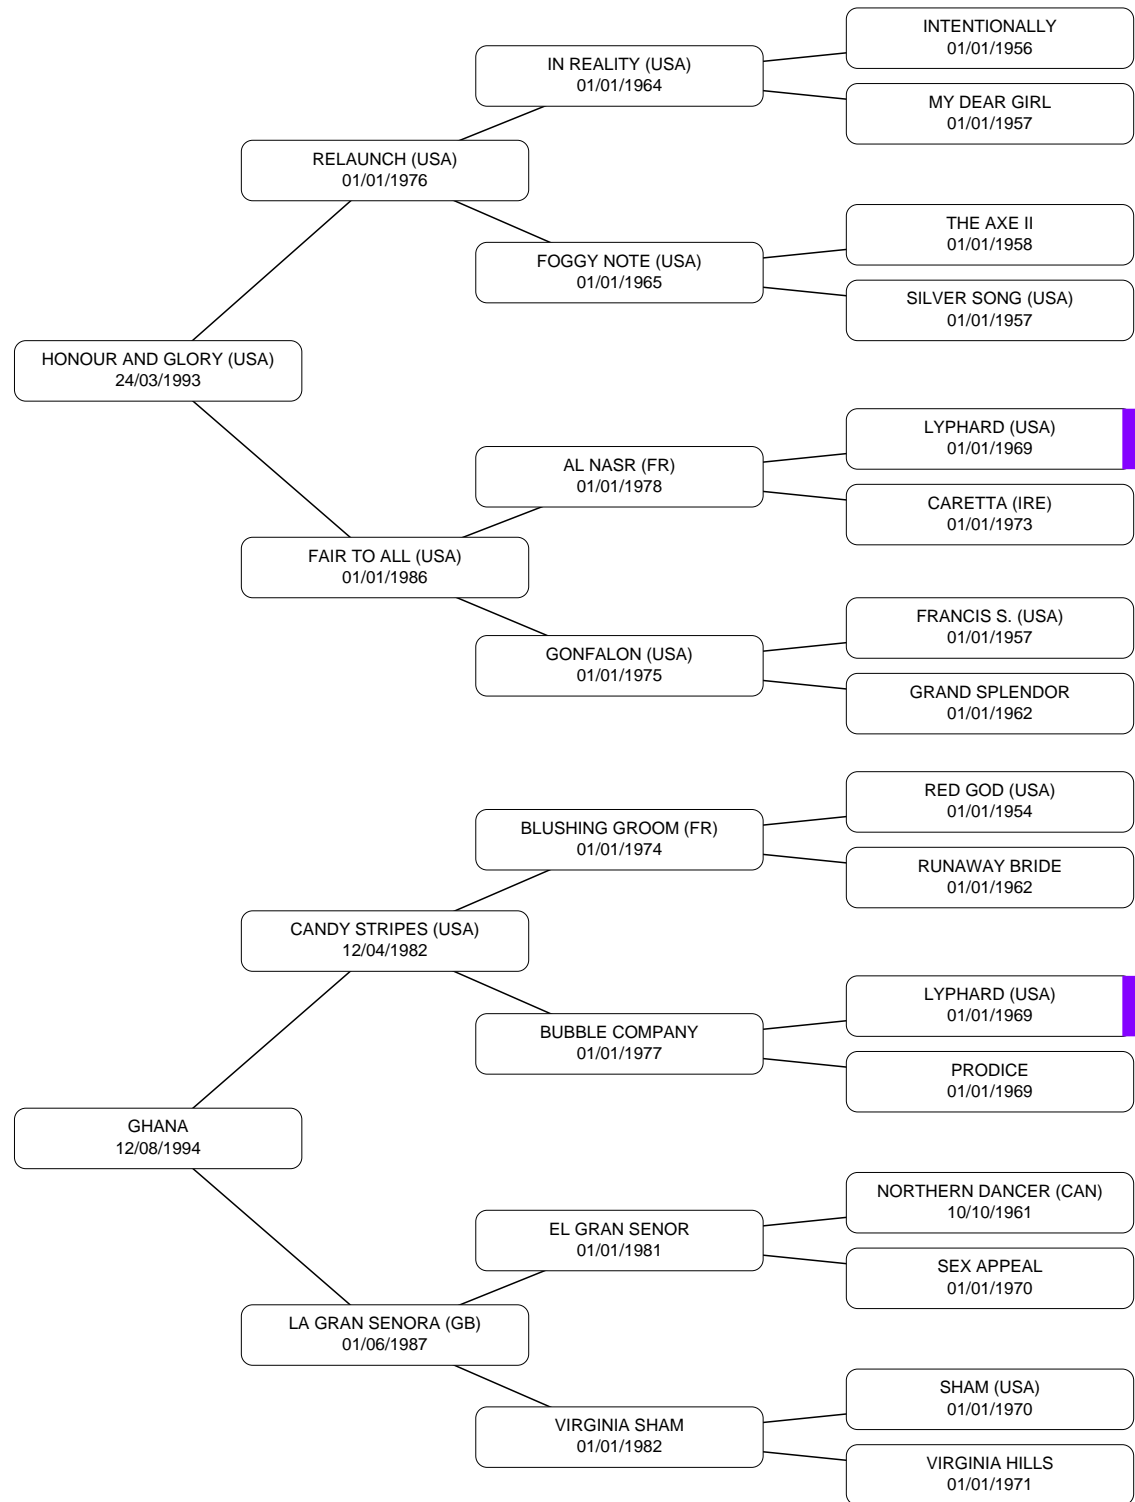 INTENTIONALLY
01/01/1956
IN REALITY (USA)
01/01/1964
MY DEAR GIRL
01/01/1957
RELAUNCH (USA)
01/01/1976
THE AXE II
01/01/1958
FOGGY NOTE (USA)
01/01/1965
SILVER SONG (USA)
01/01/1957
HONOUR AND GLORY (USA)
24/03/1993
LYPHARD (USA)
01/01/1969
AL NASR (FR)
01/01/1978
CARETTA (IRE)
01/01/1973
FAIR TO ALL (USA)
01/01/1986
FRANCIS S. (USA)
01/01/1957
GONFALON (USA)
01/01/1975
GRAND SPLENDOR
01/01/1962
RED GOD (USA)
01/01/1954
BLUSHING GROOM (FR)
01/01/1974
RUNAWAY BRIDE
01/01/1962
CANDY STRIPES (USA)
12/04/1982
LYPHARD (USA)
01/01/1969
BUBBLE COMPANY
01/01/1977
PRODICE
01/01/1969
GHANA
12/08/1994
NORTHERN DANCER (CAN)
10/10/1961
EL GRAN SENOR
01/01/1981
SEX APPEAL
01/01/1970
LA GRAN SENORA (GB)
01/06/1987
SHAM (USA)
01/01/1970
VIRGINIA SHAM
01/01/1982
VIRGINIA HILLS
01/01/1971